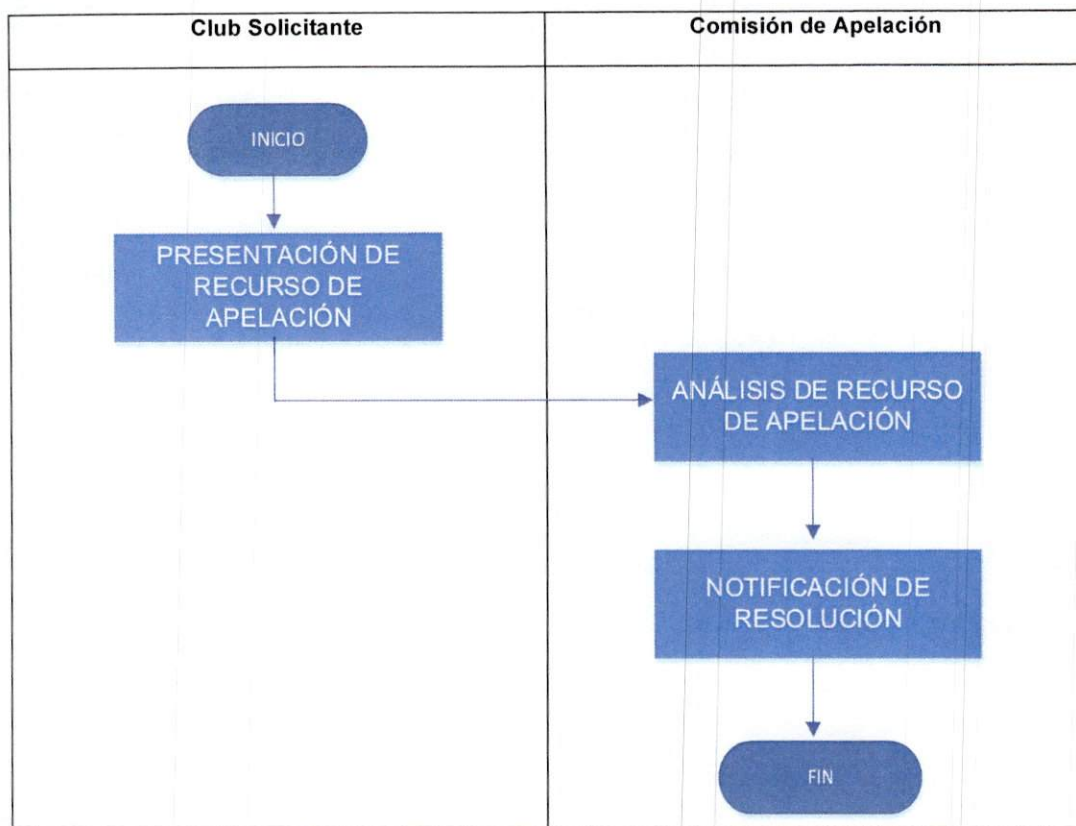 Club Solicitante
Comisión de Apelación
INICIO
PRESENTACIÓN DE
RECURSO DE
APELACIÓN
ANÁLISIS DE RECURSO
DE APELACIÓN
NOTIFICACIÓN DE
RESOLUCIÓN
FIN